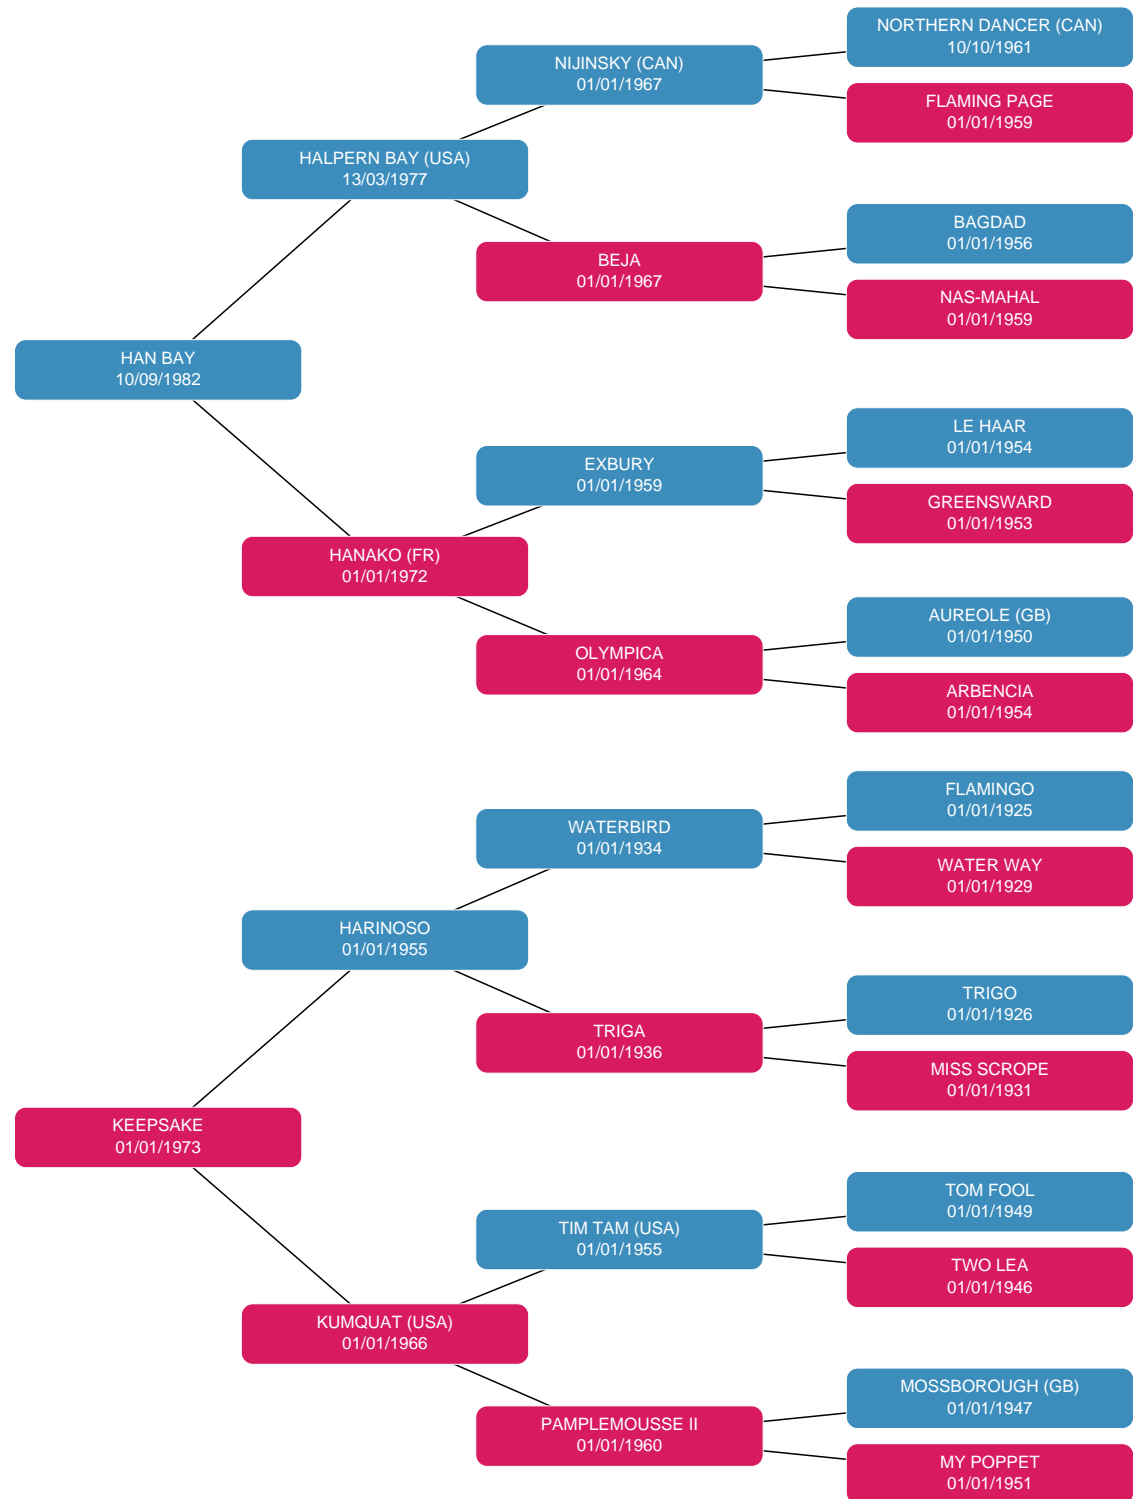 NORTHERN DANCER (CAN)
10/10/1961
NIJINSKY (CAN)
01/01/1967
FLAMING PAGE
01/01/1959
HALPERN BAY (USA)
13/03/1977
BAGDAD
01/01/1956
BEJA
01/01/1967
NAS-MAHAL
01/01/1959
HAN BAY
10/09/1982
LE HAAR
01/01/1954
EXBURY
01/01/1959
GREENSWARD
01/01/1953
HANAKO (FR)
01/01/1972
AUREOLE (GB)
01/01/1950
OLYMPICA
01/01/1964
ARBENCIA
01/01/1954
FLAMINGO
01/01/1925
WATERBIRD
01/01/1934
WATER WAY
01/01/1929
HARINOSO
01/01/1955
TRIGO
01/01/1926
TRIGA
01/01/1936
MISS SCROPE
01/01/1931
KEEPSAKE
01/01/1973
TOM FOOL
01/01/1949
TIM TAM (USA)
01/01/1955
TWO LEA
01/01/1946
KUMQUAT (USA)
01/01/1966
MOSSBOROUGH (GB)
01/01/1947
PAMPLEMOUSSE II
01/01/1960
MY POPPET
01/01/1951